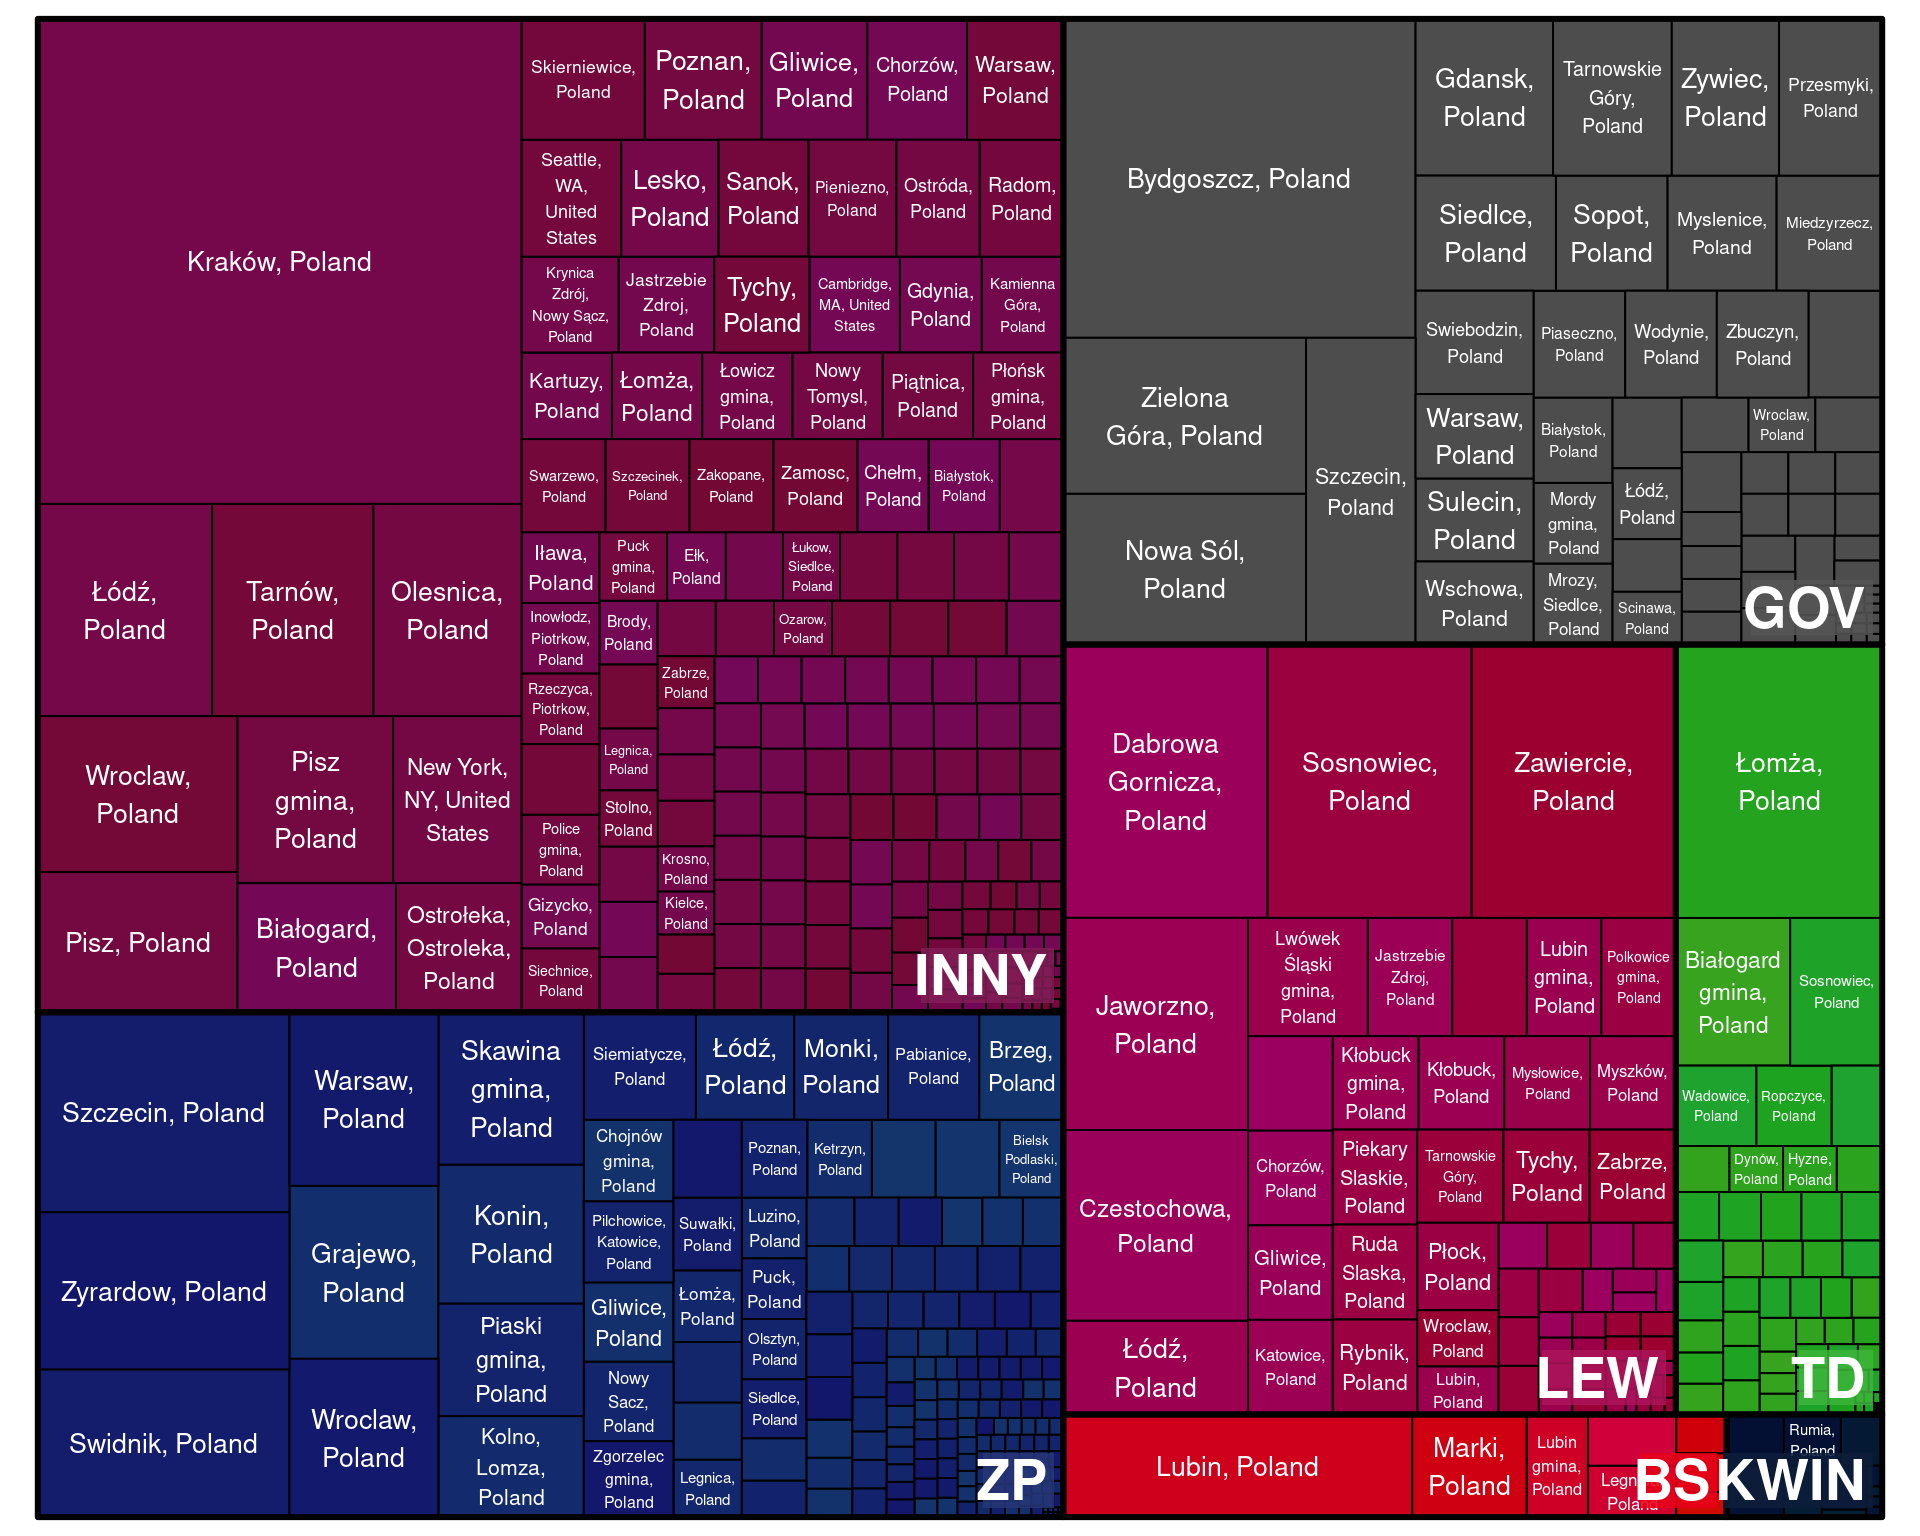 Kraków, Poland
Łódź,
Poland
Tarnów,
Poland
Olesnica,
Poland
Wroclaw,
Poland
Pisz
gmina,
Poland
New York,
NY, United
States
Pisz, Poland
Białogard,
Poland
Ostrołeka,
Ostroleka,
Poland
Skierniewice,
Poland
Poznan,
Poland
Gliwice,
Poland
Chorzów,
Poland
Warsaw,
Poland
Seattle,
WA,
United
States
Lesko,
Poland
Sanok,
Poland
Pieniezno,
Poland
Ostróda,
Poland
Radom,
Poland
Krynica
Zdrój,
Nowy Sącz,
Poland
Jastrzebie
Zdroj,
Poland
Tychy,
Poland
Cambridge,
MA, United
States
Gdynia,
Poland
Kamienna
Góra,
Poland
Kartuzy,
Poland
Łomża,
Poland
Łowicz
gmina,
Poland
Nowy
Tomysl,
Poland
Piątnica,
Poland
Płońsk
gmina,
Poland
Swarzewo,
Poland
Szczecinek,
Poland
Zakopane,
Poland
Zamosc,
Poland
Chełm,
Poland
Białystok,
Poland
Iława,
Poland
Puck
gmina,
Poland
Ełk,
Poland
Łukow,
Siedlce,
Poland
Inowłodz,
Piotrkow,
Poland
Brody,
Poland
Ozarow,
Poland
Rzeczyca,
Piotrkow,
Poland
Zabrze,
Poland
Legnica,
Poland
Stolno,
Poland
Police
gmina,
Poland
Krosno,
Poland
Gizycko,
Poland
Kielce,
Poland
Siechnice,
Poland
INNY
Bydgoszcz, Poland
Zielona
Góra, Poland
Nowa Sól,
Poland
Szczecin,
Poland
Gdansk,
Poland
Tarnowskie
Góry,
Poland
Zywiec,
Poland
Przesmyki,
Poland
Siedlce,
Poland
Sopot,
Poland
Myslenice,
Poland
Miedzyrzecz,
Poland
Swiebodzin,
Poland
Piaseczno,
Poland
Wodynie,
Poland
Zbuczyn,
Poland
Warsaw,
Poland
Białystok,
Poland
Wroclaw,
Poland
Sulecin,
Poland
Mordy
gmina,
Poland
Łódź,
Poland
Wschowa,
Poland
Mrozy,
Siedlce,
Poland
Scinawa,
Poland
GOV
Dabrowa
Gornicza,
Poland
Sosnowiec,
Poland
Zawiercie,
Poland
Jaworzno,
Poland
Czestochowa,
Poland
Łódź,
Poland
Lwówek
Śląski
gmina,
Poland
Jastrzebie
Zdroj,
Poland
Lubin
gmina,
Poland
Polkowice
gmina,
Poland
Kłobuck
gmina,
Poland
Kłobuck,
Poland
Mysłowice,
Poland
Myszków,
Poland
Chorzów,
Poland
Piekary
Slaskie,
Poland
Tarnowskie
Góry,
Poland
Tychy,
Poland
Zabrze,
Poland
Gliwice,
Poland
Ruda
Slaska,
Poland
Płock,
Poland
Katowice,
Poland
Rybnik,
Poland
Wroclaw,
Poland
Lubin,
Poland
LEW
Łomża,
Poland
Białogard
gmina,
Poland
Sosnowiec,
Poland
Wadowice,
Poland
Ropczyce,
Poland
Dynów,
Poland
Hyzne,
Poland
TD
Szczecin, Poland
Zyrardow, Poland
Swidnik, Poland
Warsaw,
Poland
Grajewo,
Poland
Wroclaw,
Poland
Skawina
gmina,
Poland
Konin,
Poland
Piaski
gmina,
Poland
Kolno,
Lomza,
Poland
Siemiatycze,
Poland
Łódź,
Poland
Monki,
Poland
Pabianice,
Poland
Brzeg,
Poland
Chojnów
gmina,
Poland
Poznan,
Poland
Ketrzyn,
Poland
Bielsk
Podlaski,
Poland
Pilchowice,
Katowice,
Poland
Suwałki,
Poland
Luzino,
Poland
Gliwice,
Poland
Łomża,
Poland
Puck,
Poland
Olsztyn,
Poland
Nowy
Sacz,
Poland
Siedlce,
Poland
Zgorzelec
gmina,
Poland
Legnica,
Poland
ZP
Lubin, Poland
Marki,
Poland
Lubin
gmina,
Poland
BS
Rumia,
Poland
KWIN